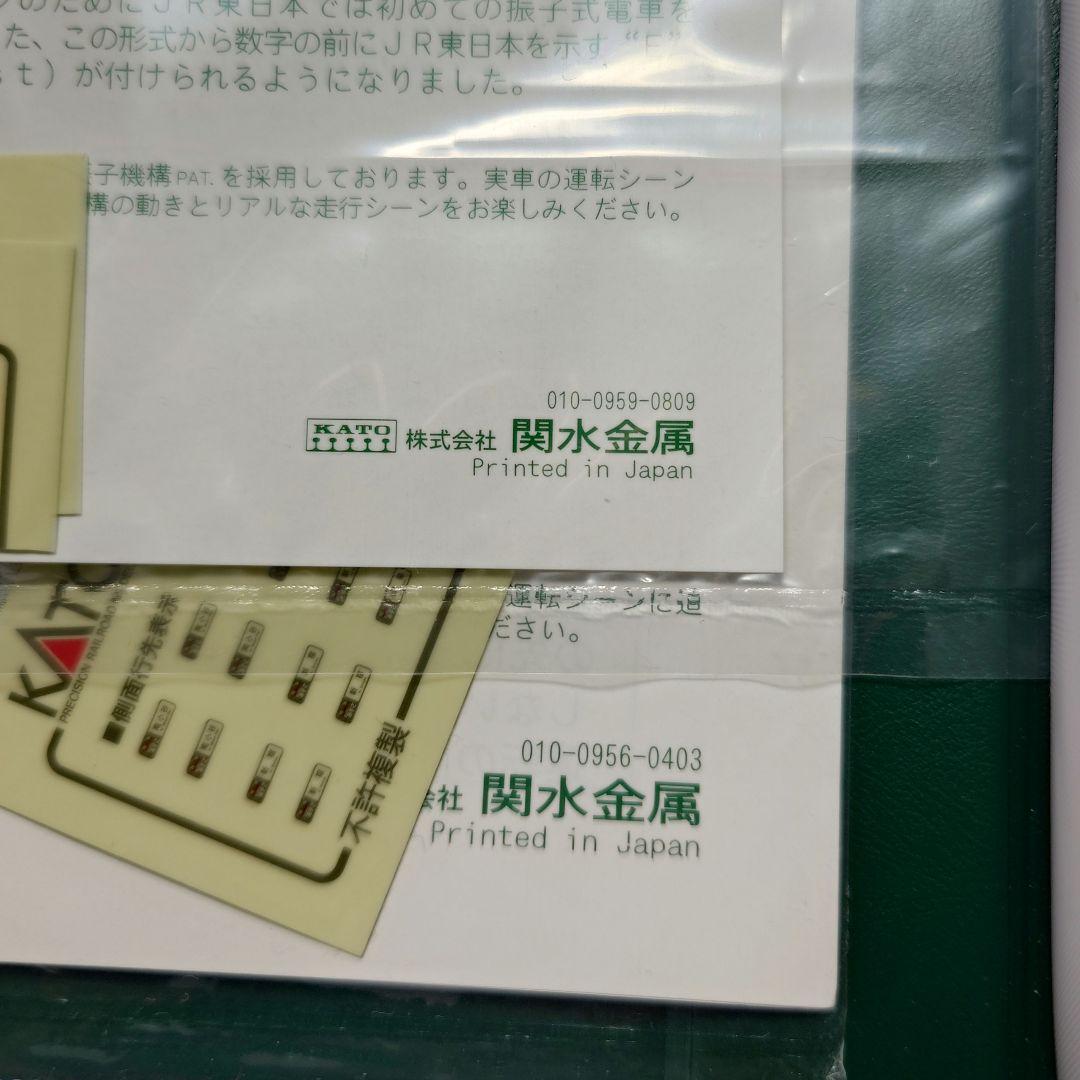 のためにJR東日本では初めての振子式電車を
た、この形式から数字の前にJR東日本を示す“E”
st)が付けられるようになりました。
子機構PAT.を採用しております。実車の運転シーン
構の動きとリアルな走行シーンをお楽しみください。
010-0959-0809
KATO 株式会社 関水金属
Printed in Japan
運転シーンに迫
ださい。
010-0956-0403
会社 関水金属
Printed in Japan
KATO
PRECISION RAILROAD
■側面行先表示
不許複製